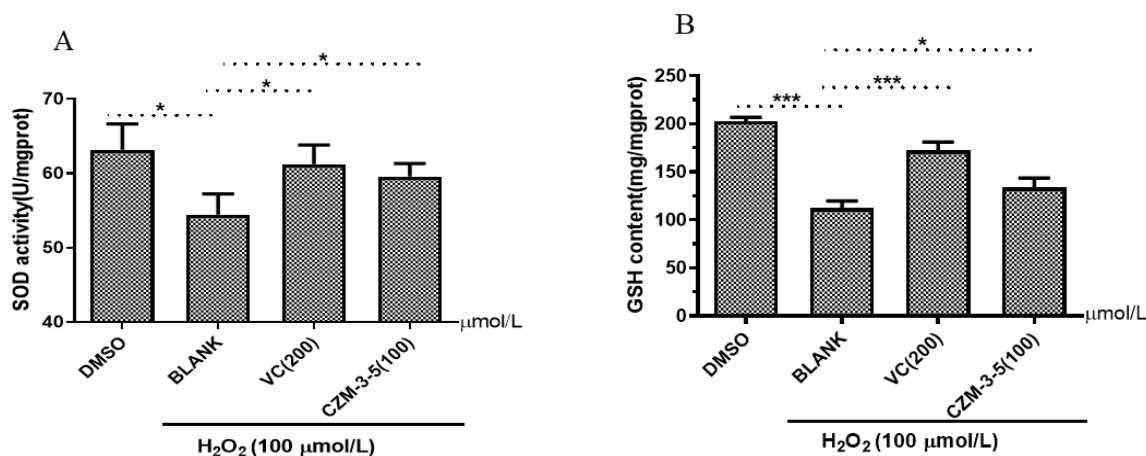 A
SOD activity(U/mgprot)
70
60
50
40
*
*
*
DMSO
BLANK
VC(200)
CZM-3-5(100)
μmol/L
H₂O₂ (100 μmol/L)
B
GSH content(mg/mgprot)
250
200
150
100
50
0
***
***
*
DMSO
BLANK
VC(200)
CZM-3-5(100)
μmol/L
H₂O₂ (100 μmol/L)